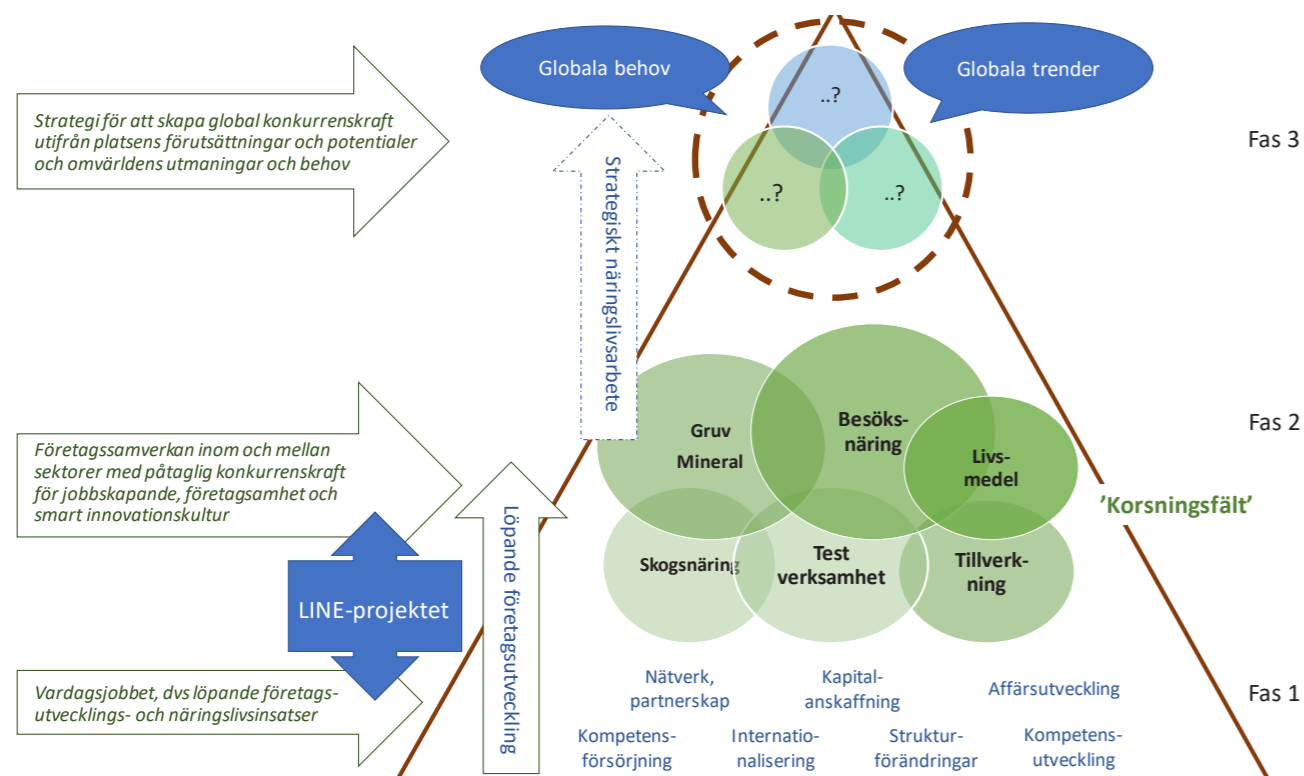 Globala behov
Globala trender
..?
..?
..?
Strategi för att skapa global konkurrenskraft
utifrån platsens förutsättningar och potentialer
och omvärldens utmaningar och behov
Fas 3
Strategiskt näringslivsarbete
Företagssamverkan inom och mellan
sektorer med påtaglig konkurrenskraft
för jobbskapande, företagsamhet och
smart innovationskultur
Gruv
Mineral
Besöks-
näring
Livs-
medel
Fas 2
'Korsningsfält'
Skogsnäring
Test
verksamhet
Tillverk-
ning
LINE-projektet
Löpande företagsutveckling
Vardagsjobbet, dvs löpande företags-
utvecklings- och näringslivsinsatser
Nätverk,
partnerskap
Kapital-
anskaffning
Affärsutveckling
Fas 1
Kompetens-
försörjning
Internatio-
nalisering
Struktur-
förändringar
Kompetens-
utveckling